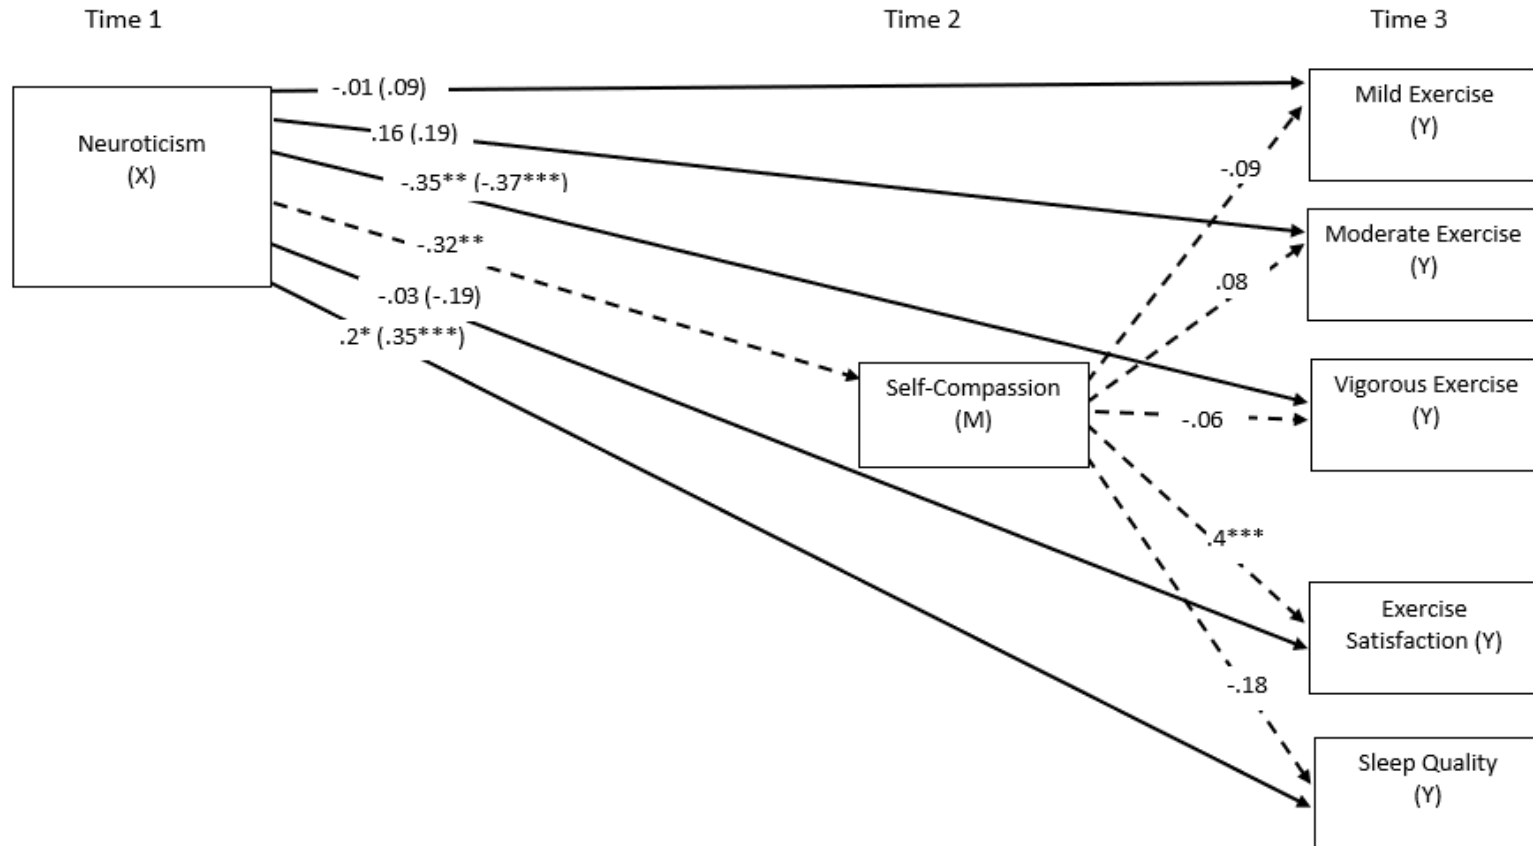 Time 1
Time 2
Time 3
Neuroticism
(X)
-.01 (.09)
.16 (.19)
-.35** (-.37***)
-.32**
-.03 (-.19)
.2* (.35***)
Self-Compassion
(M)
-.09
.08
-.06
.4***
-.18
Mild Exercise
(Y)
Moderate Exercise
(Y)
Vigorous Exercise
(Y)
Exercise
Satisfaction (Y)
Sleep Quality
(Y)